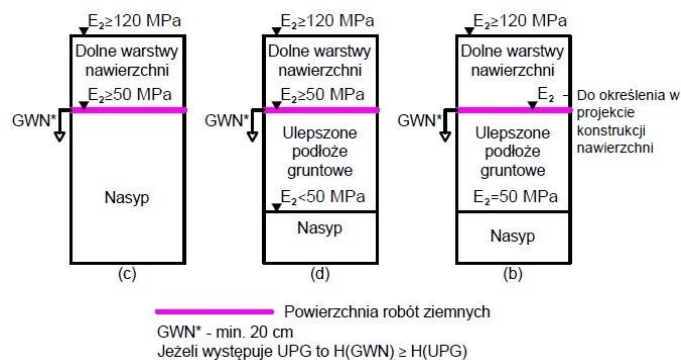 E₂≥120 MPa
Dolne warstwy
nawierzchni
E₂≥50 MPa
GWN*
Nasyp
(c)
E₂≥120 MPa
Dolne warstwy
nawierzchni
E₂≥50 MPa
GWN*
Ulepszone
podłoże
gruntowe
E₂<50 MPa
Nasyp
(d)
E₂≥120 MPa
Dolne warstwy
nawierzchni
E₂ - Do określenia w
projekcie
konstrukcji
nawierzchni
GWN*
Ulepszone
podłoże
gruntowe
E₂=50 MPa
Nasyp
(b)
Powierzchnia robót ziemnych
GWN* - min. 20 cm
Jeżeli występuje UPG to H(GWN) ≥ H(UPG)